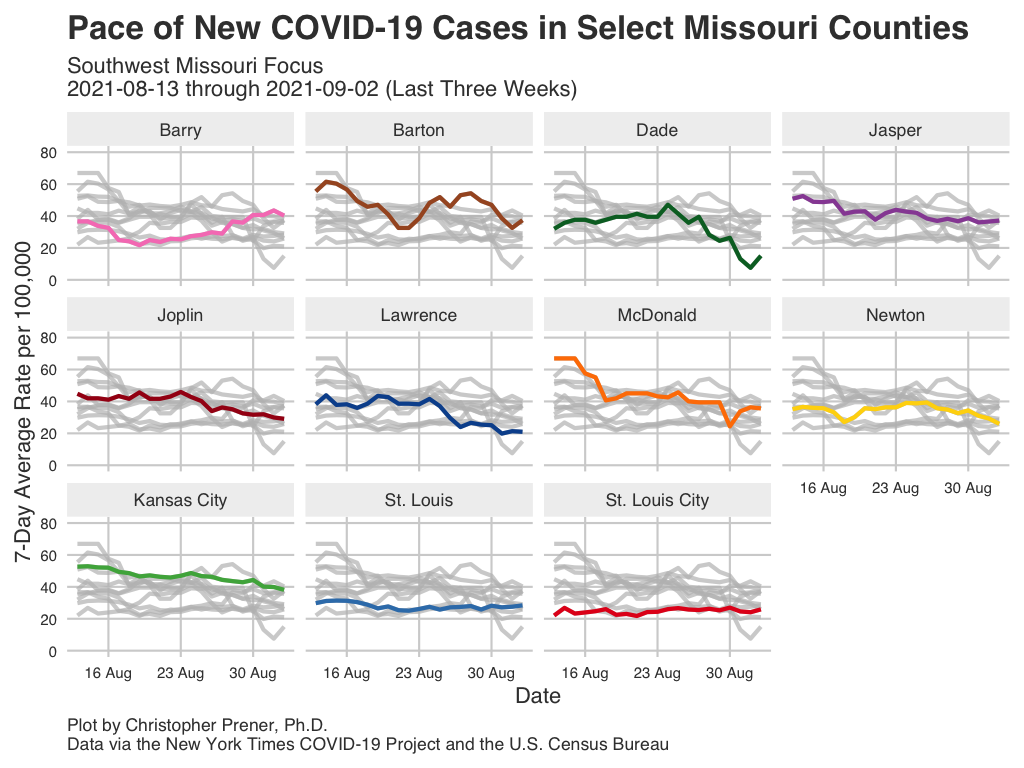 Pace of New COVID-19 Cases in Select Missouri Counties
Southwest Missouri Focus
2021-08-13 through 2021-09-02 (Last Three Weeks)
7-Day Average Rate per 100,000
Barry
Barton
Dade
Jasper
80
60
40
20
0
Joplin
Lawrence
McDonald
Newton
80
60
40
20
0
16 Aug
23 Aug
30 Aug
Kansas City
St. Louis
St. Louis City
80
60
40
20
0
16 Aug
23 Aug
30 Aug
16 Aug
23 Aug
30 Aug
16 Aug
23 Aug
30 Aug
Date
Plot by Christopher Prener, Ph.D.
Data via the New York Times COVID-19 Project and the U.S. Census Bureau